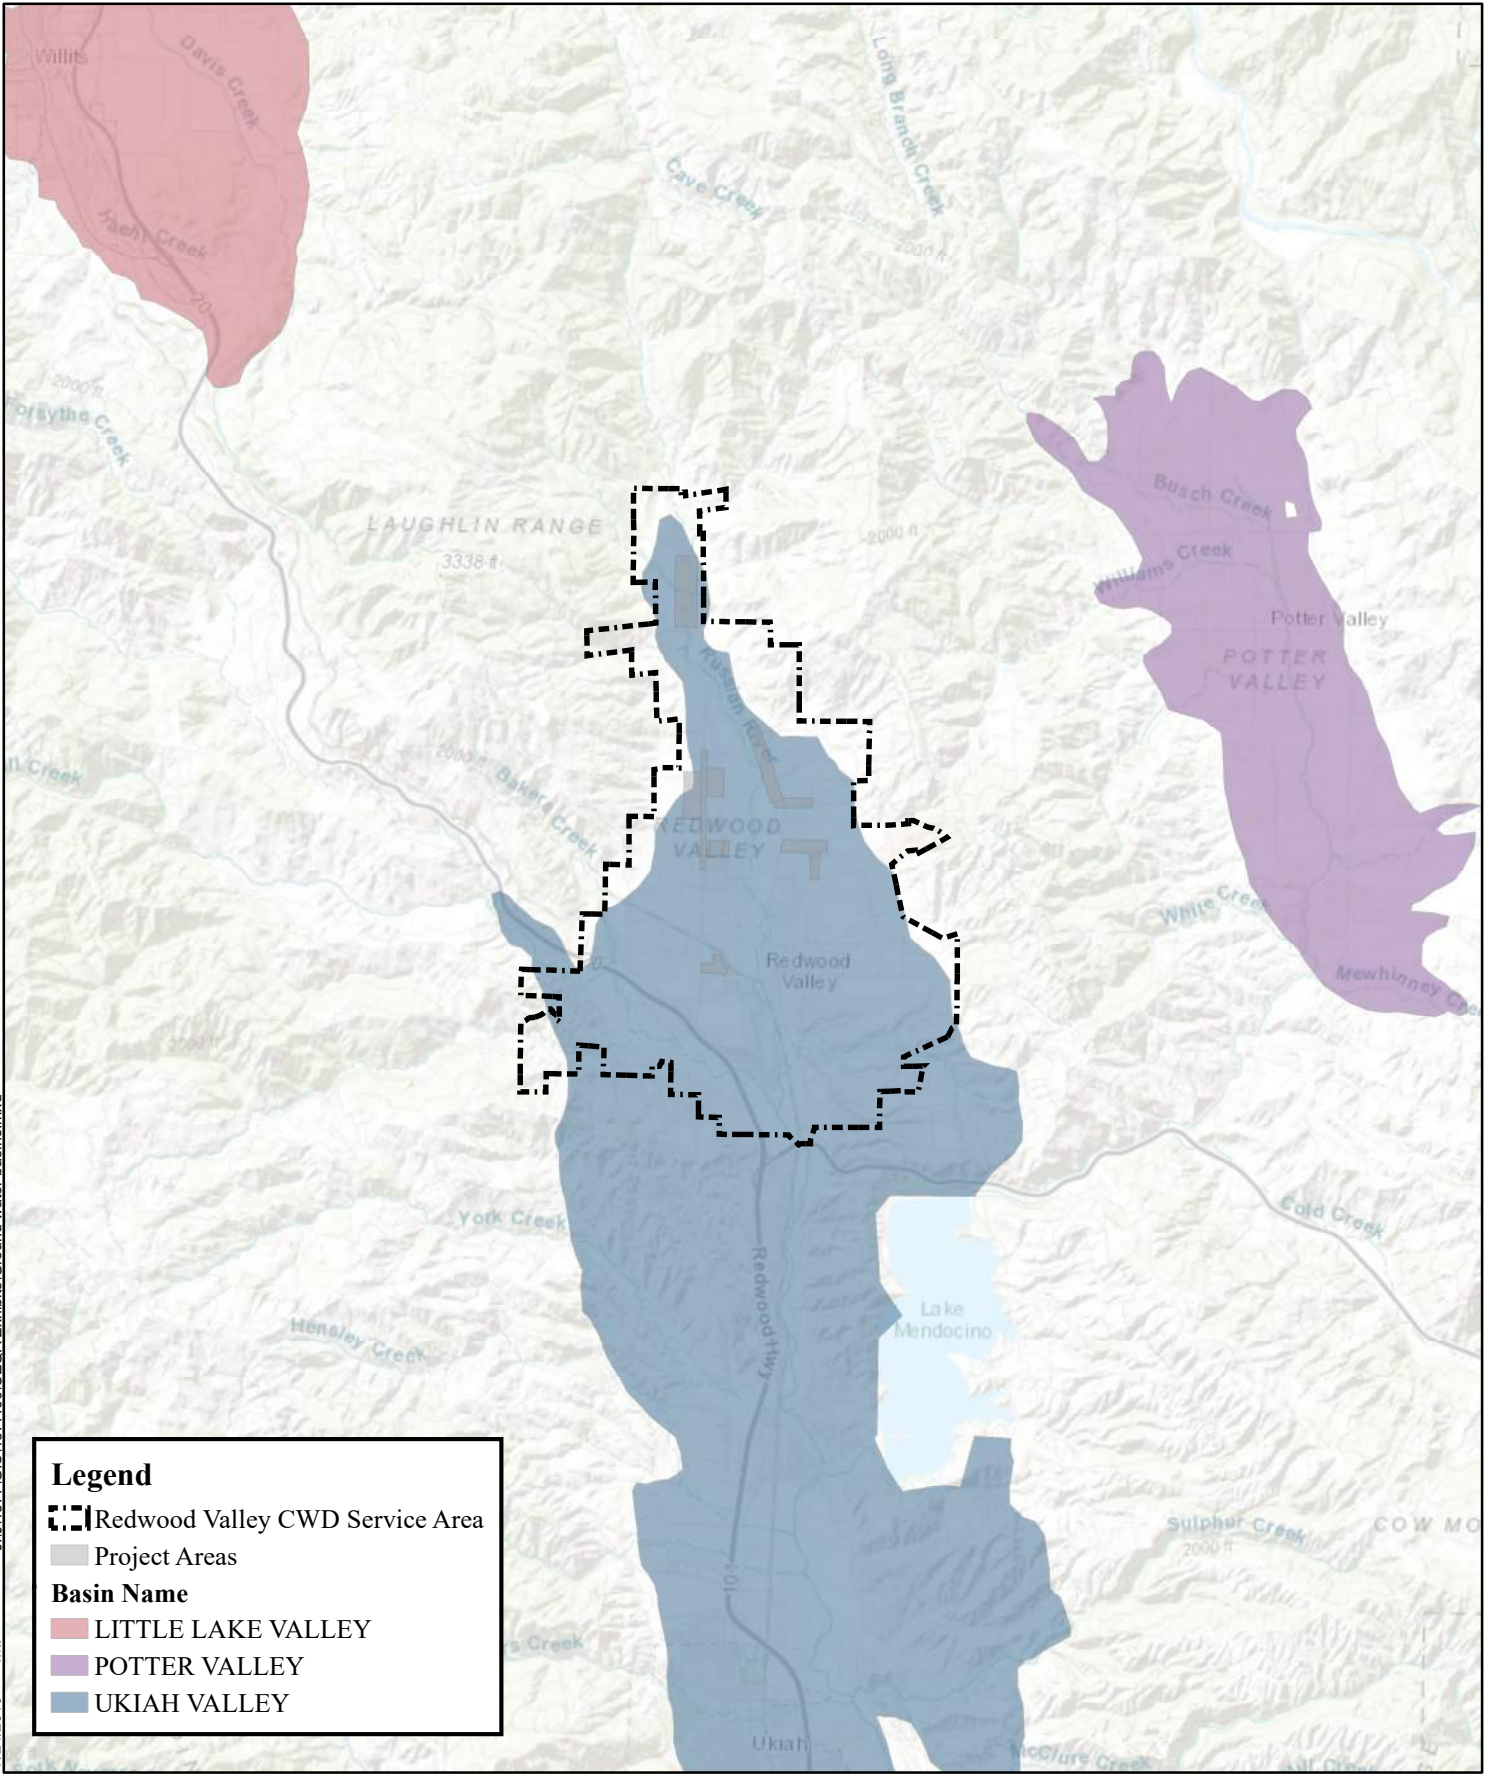 Willits
Davis Creek
Long Branch Creek
Cave Creek
Haehl Creek
2000 ft
20
2000 ft
Forsythe Creek
Busch Creek
LAUGHLIN RANGE
3338 ft
2000 ft
Williams Creek
Potter Valley
POTTER
VALLEY
Russian River
2000 ft
Bakers Creek
Creek
REDWOOD
VALLEY
White Creek
Redwood
Valley
Mewhinney
2000 ft
York Creek
Cold Creek
Redwood Hwy
Lake
Mendocino
Hensley Creek
Sulphur Creek
2000 ft
COW MO
101
Creek
Ukiah
McClure Creek
Legend
Redwood Valley CWD Service Area
Project Areas
Basin Name
LITTLE LAKE VALLEY
POTTER VALLEY
UKIAH VALLEY